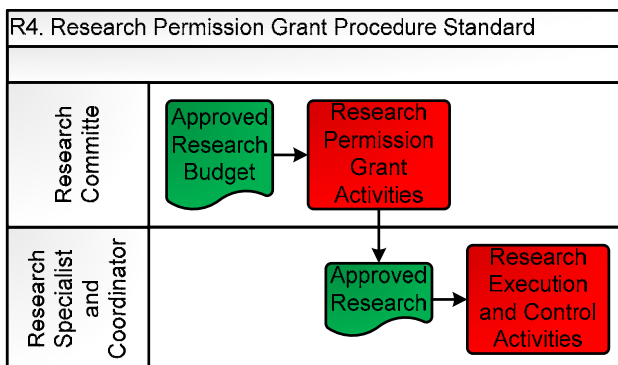 R4. Research Permission Grant Procedure Standard
Research
Committe
Approved
Research
Budget
Research
Permission
Grant
Activities
Research
Specialist
and
Coordinator
Approved
Research
Research
Execution
and Control
Activities